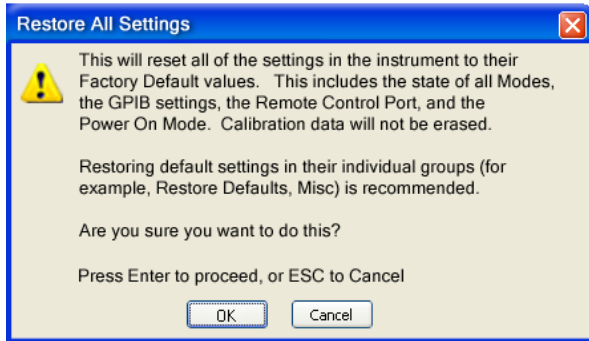 Restore All Settings
This will reset all of the settings in the instrument to their
Factory Default values. This includes the state of all Modes,
the GPIB settings, the Remote Control Port, and the
Power On Mode. Calibration data will not be erased.
Restoring default settings in their individual groups (for
example, Restore Defaults, Misc) is recommended.
Are you sure you want to do this?
Press Enter to proceed, or ESC to Cancel
OK Cancel